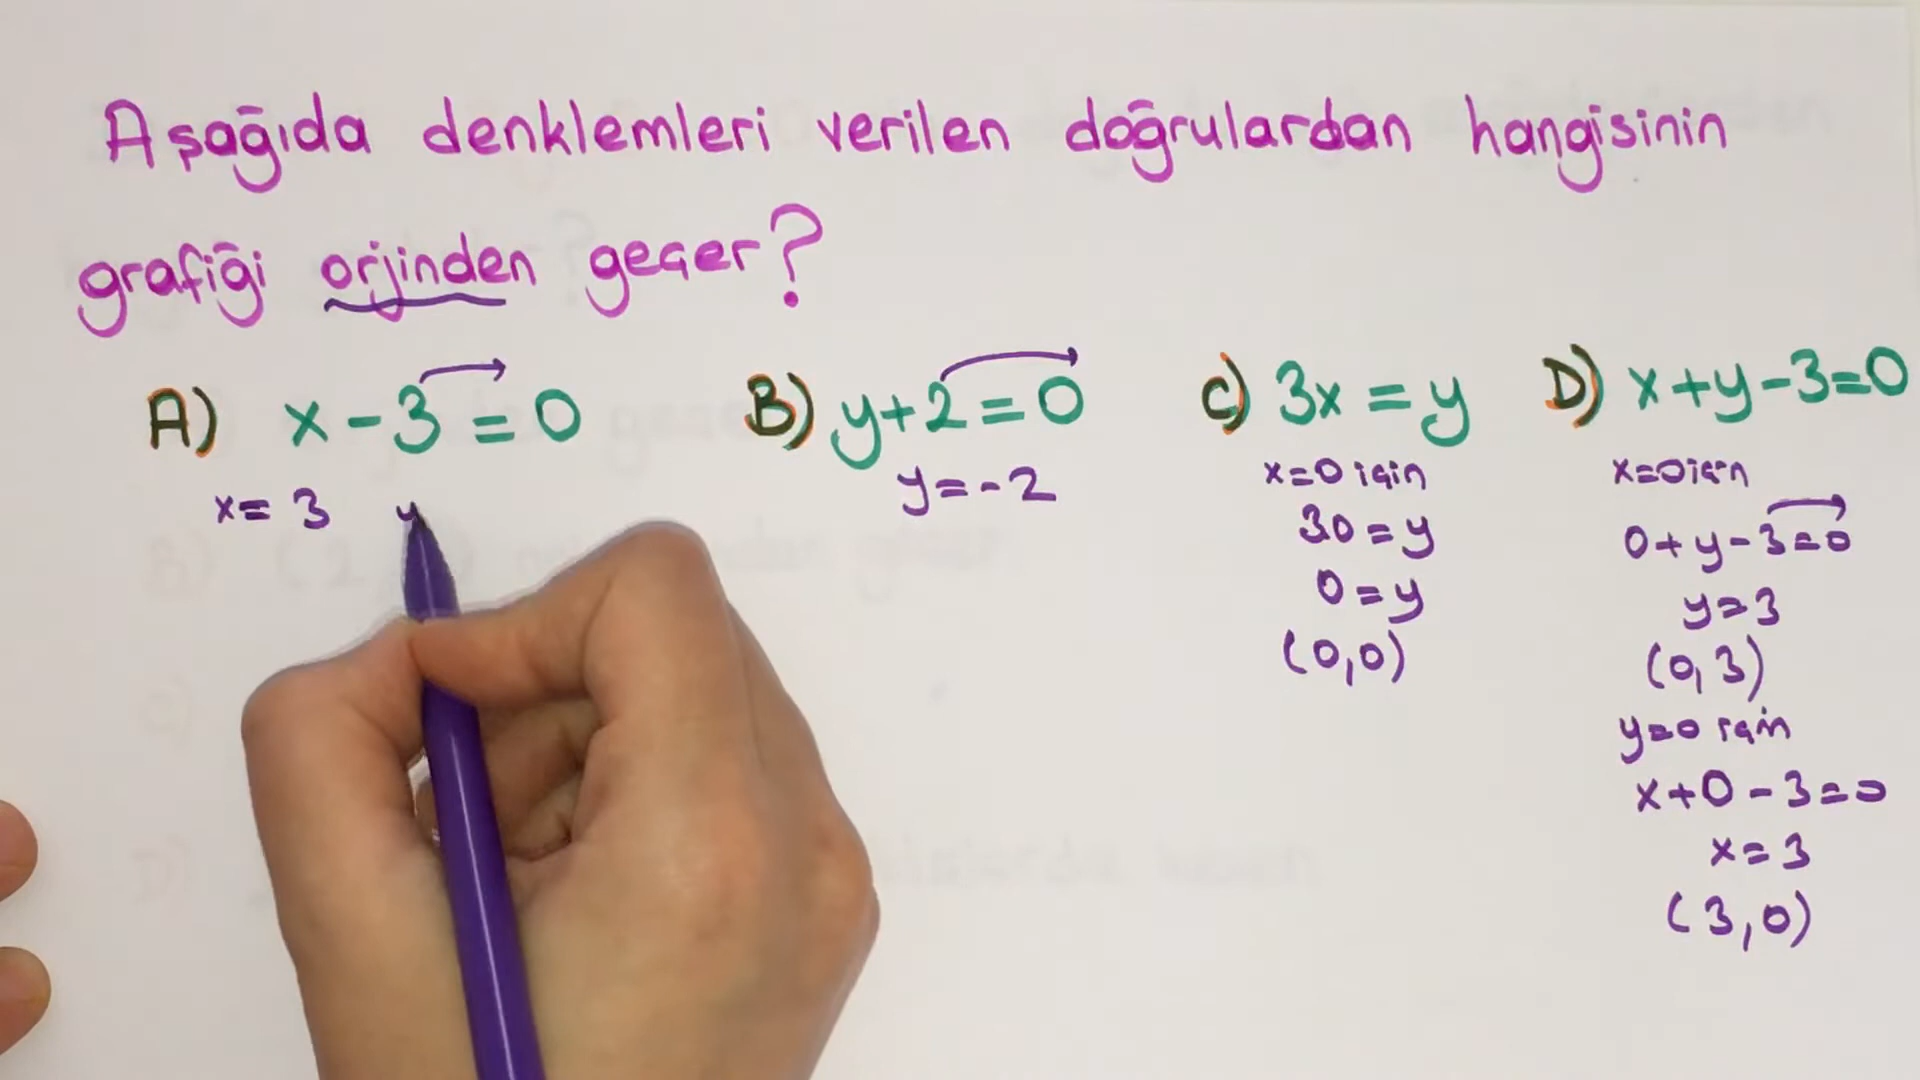 Aşağıda denklemleri verilen doğrulardan hangisinin
grafiği orjinden geçer?
A) x-3=0
x=3 y
B) y+2=0
y=-2
C) 3x=y
x=0 için
3.0=y
0=y
(0,0)
D) x+y-3=0
x=0 için
0+y-3=0
y=3
(0,3)
y=0 için
x+0-3=0
x=3
(3,0)